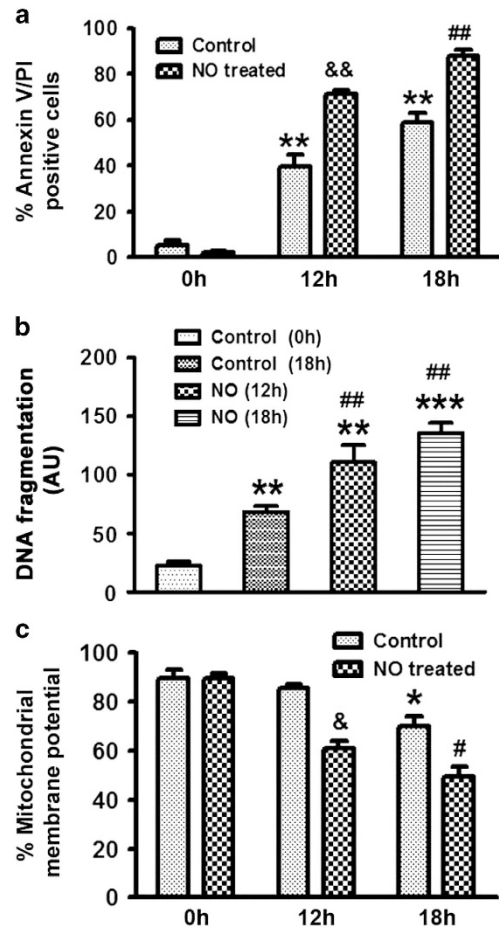 a
100
80
60
40
20
0
% Annexin V/PI
positive cells
Control
NO treated
**
&&
**
##
0h
12h
18h
b
200
150
100
50
0
DNA fragmentation
(AU)
Control (0h)
Control (18h)
NO (12h)
NO (18h)
**
##
**
##
***
c
100
80
60
40
20
0
% Mitochondrial
membrane potential
Control
NO treated
&
*
#
0h
12h
18h